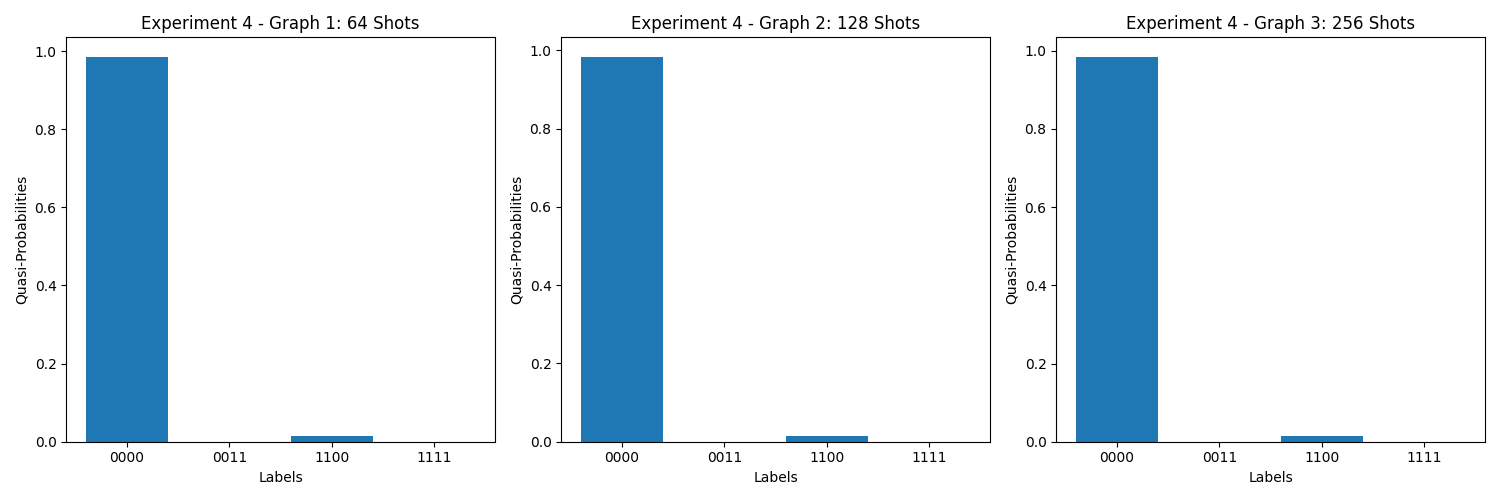 Experiment 4 - Graph 1: 64 Shots
1.0
0.8
0.6
0.4
0.2
0.0
Quasi-Probabilities
0000 0011 1100 1111
Labels
Experiment 4 - Graph 2: 128 Shots
1.0
0.8
0.6
0.4
0.2
0.0
Quasi-Probabilities
0000 0011 1100 1111
Labels
Experiment 4 - Graph 3: 256 Shots
1.0
0.8
0.6
0.4
0.2
0.0
Quasi-Probabilities
0000 0011 1100 1111
Labels